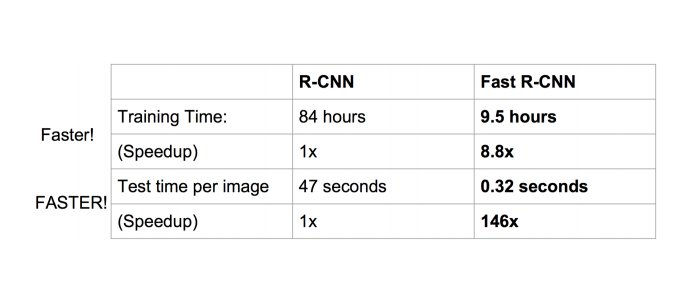 R-CNN Fast R-CNN
Faster!
Training Time: 84 hours 9.5 hours
(Speedup) 1x 8.8x
FASTER!
Test time per image 47 seconds 0.32 seconds
(Speedup) 1x 146x